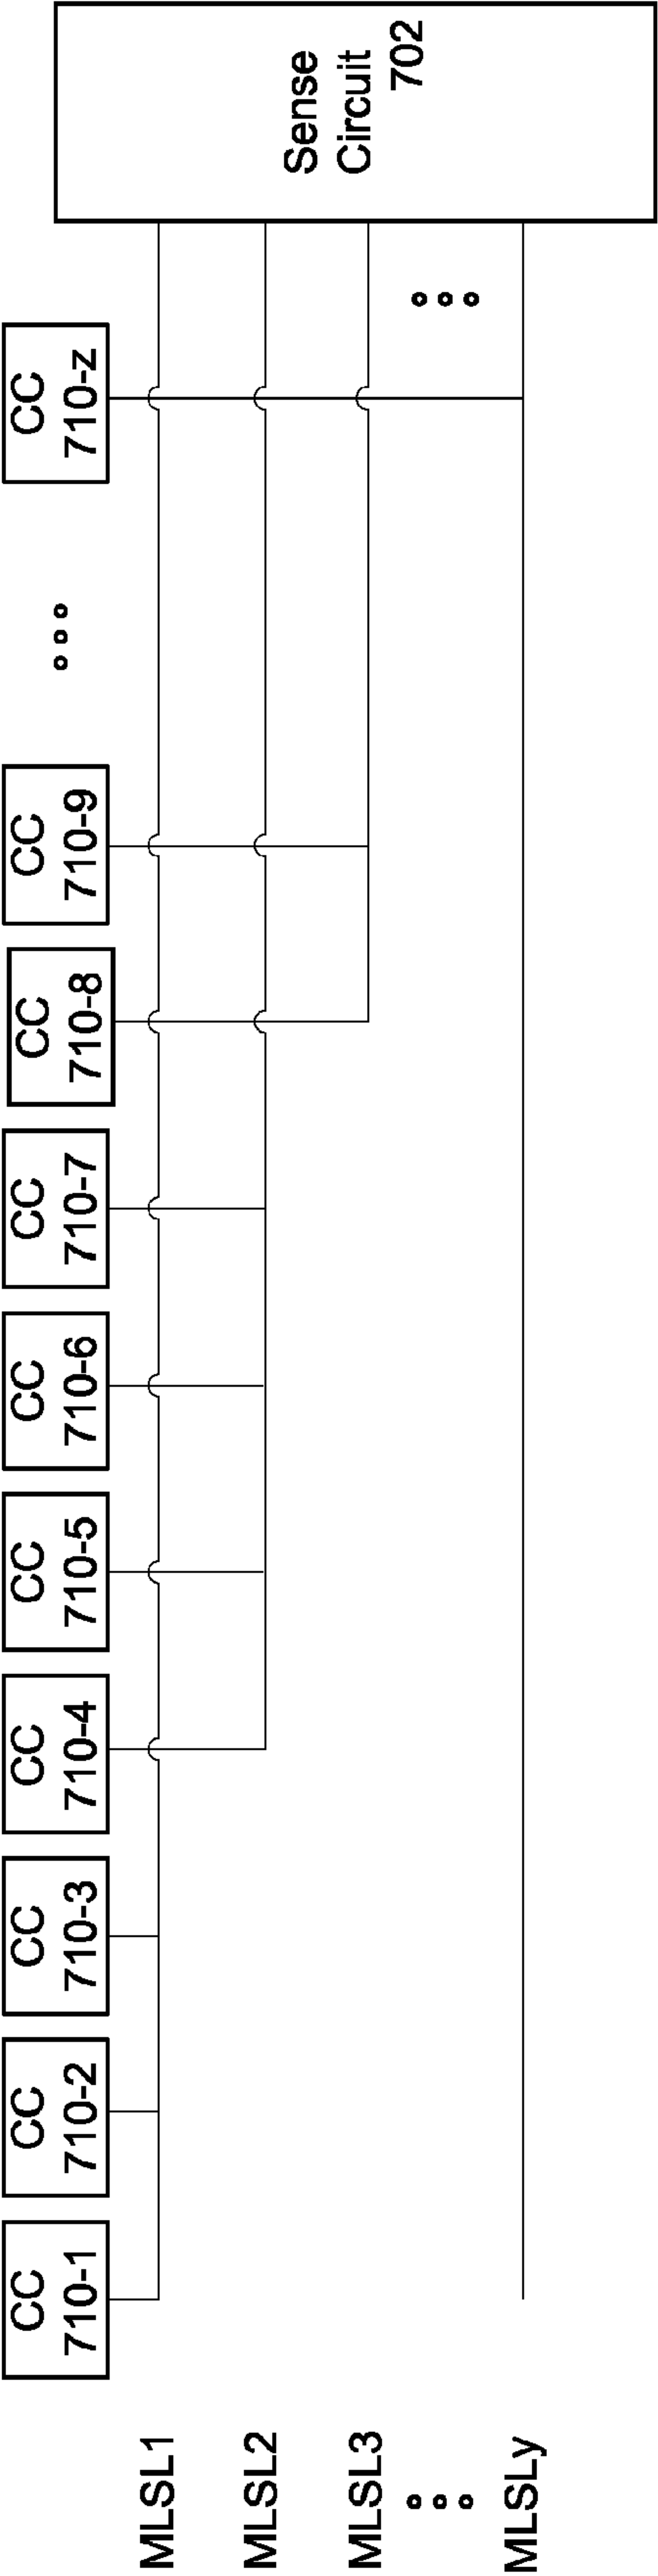 CC
710-1
CC
710-2
CC
710-3
CC
710-4
CC
710-5
CC
710-6
CC
710-7
CC
710-8
CC
710-9
CC
710-z
MLSL1
MLSL2
MLSL3
MLSLy
Sense
Circuit
702